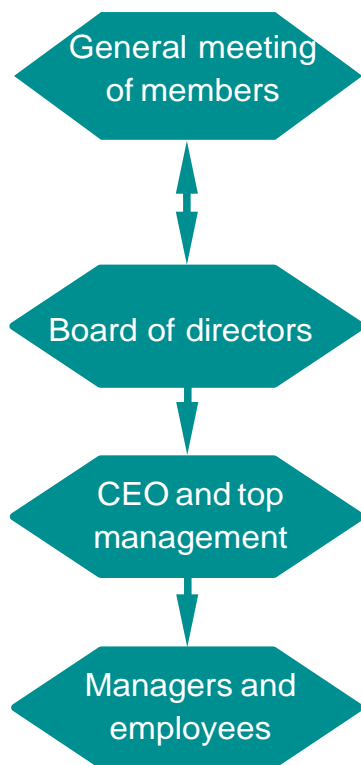 General meeting
of members
Board of directors
CEO and top
management
Managers and
employees